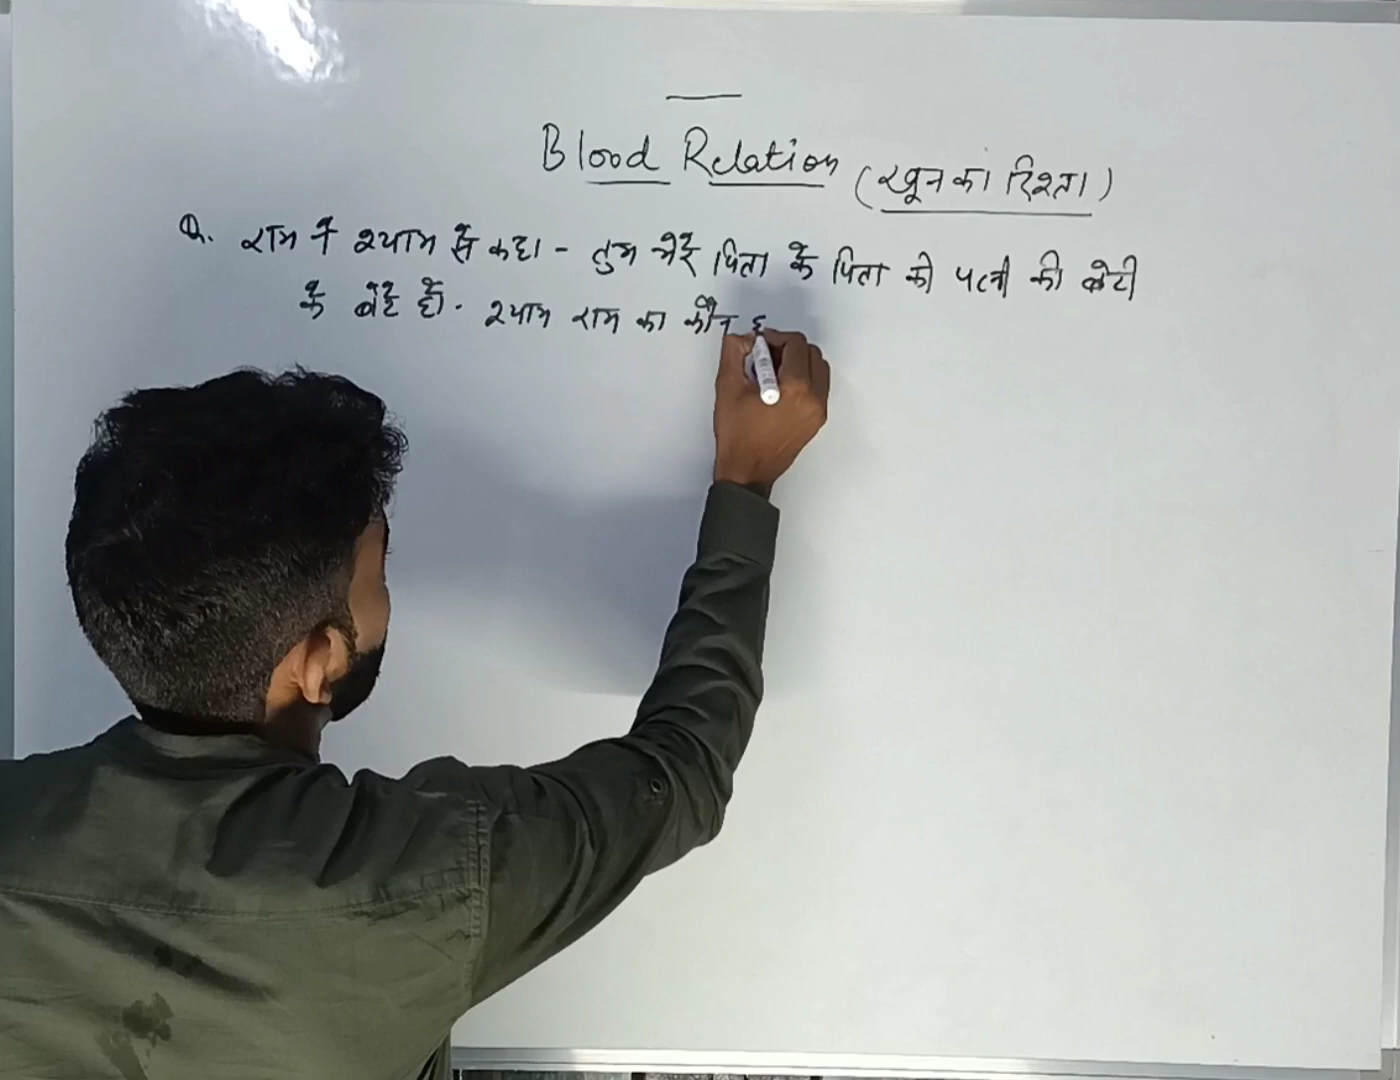 Blood Relation (खून का रिश्ता)
Q. राम ने श्याम से कहा - तुम मेरे पिता के पिता की पत्नी की बेटी
के बेटे हो. श्याम राम का कौन ह